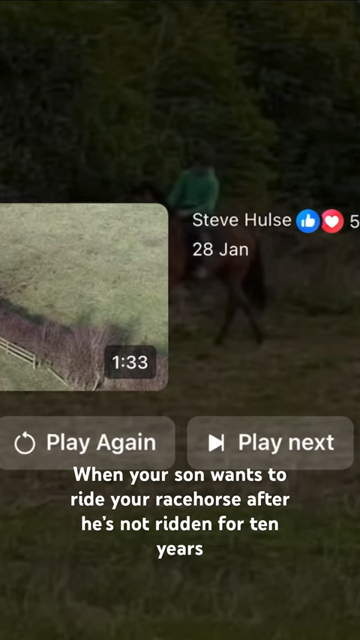 Steve Hulse 5
28 Jan
1:33
Play Again
Play next
When your son wants to
ride your racehorse after
he's not ridden for ten
years